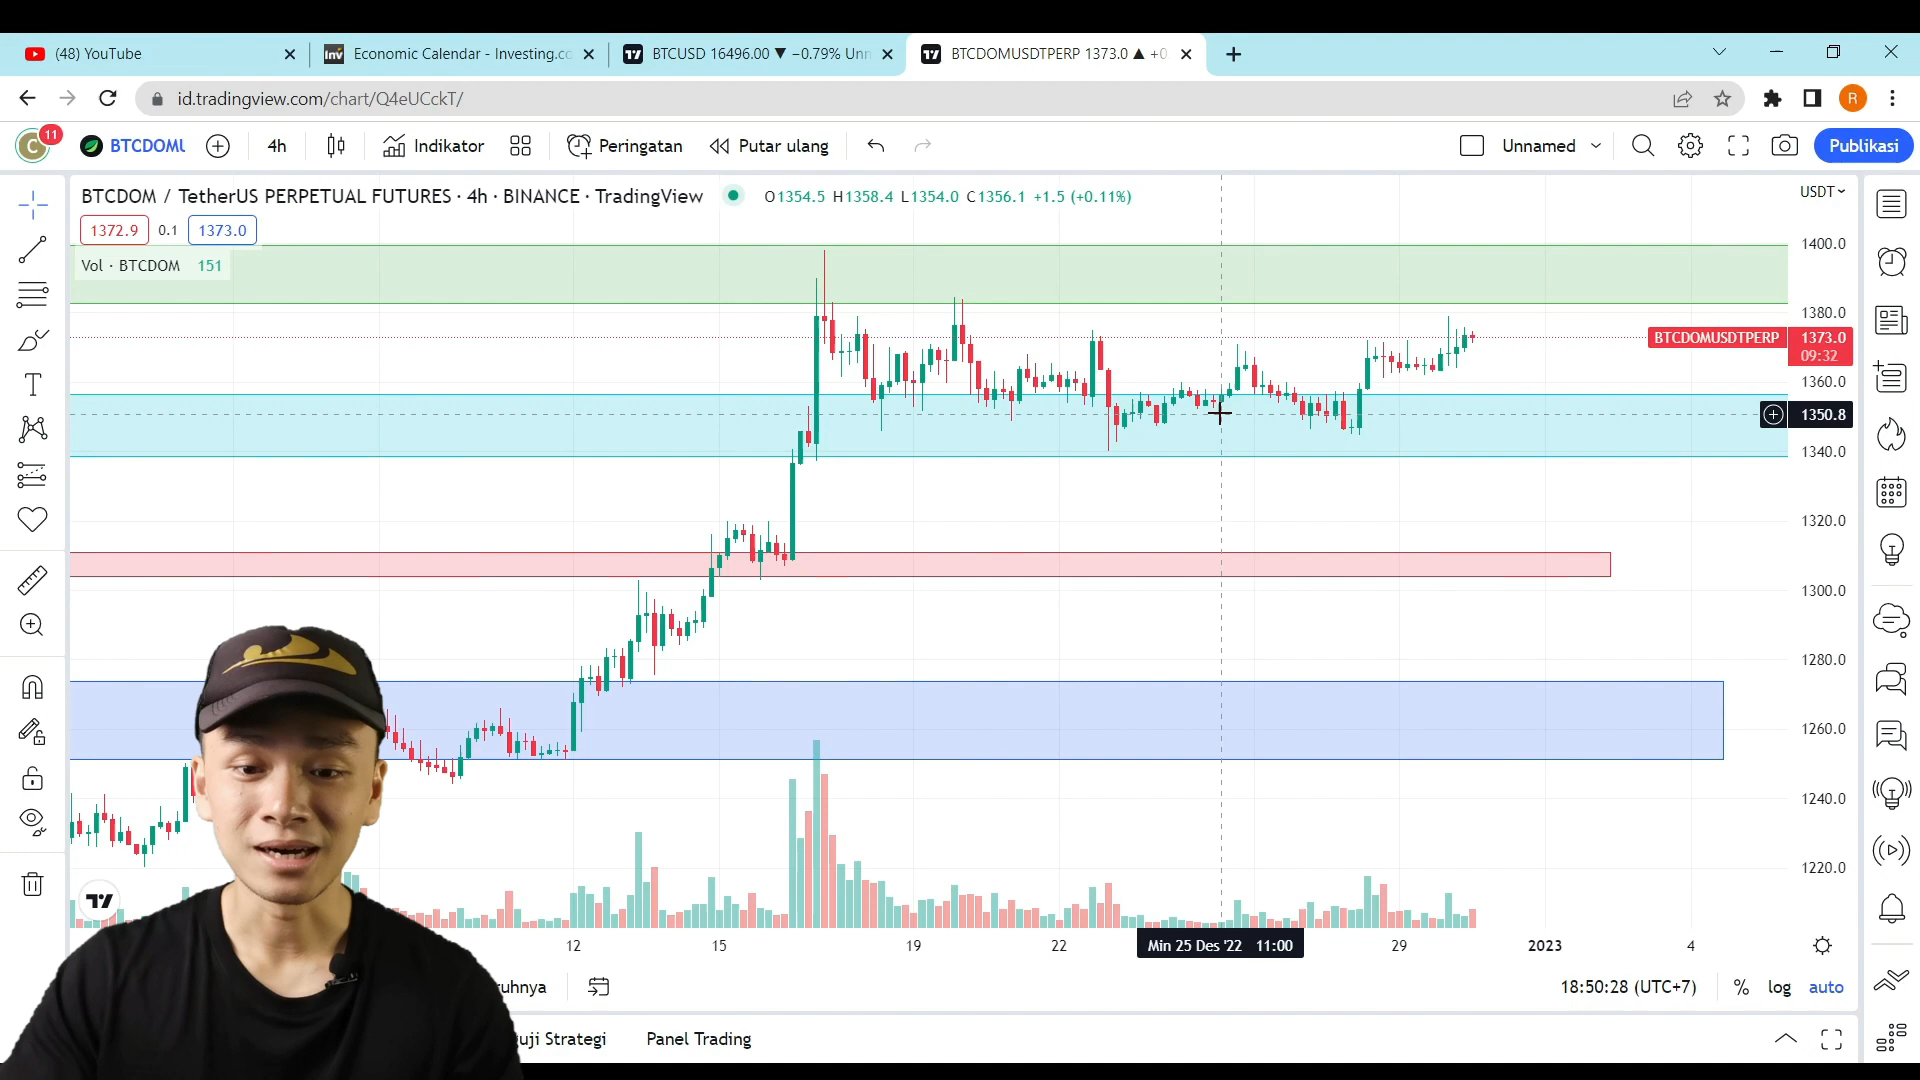 (48) YouTube
Economic Calendar - Investing.co
BTCUSD 16496.00 ▼ −0.79% Unn
BTCDOMUSDTPERP 1373.0 ▲ +0
id.tradingview.com/chart/Q4eUCckT/
R
C
11
BTCDOMU
4h
Indikator
Peringatan
Putar ulang
Unnamed
Publikasi
BTCDOM / TetherUS PERPETUAL FUTURES · 4h · BINANCE · TradingView
O1354.5 H1358.4 L1354.0 C1356.1 +1.5 (+0.11%)
USDT
1372.9
0.1
1373.0
Vol · BTCDOM 151
1400.0
1380.0
BTCDOMUSDTPERP
1373.0
09:32
1360.0
1350.8
1340.0
1320.0
1300.0
1280.0
1260.0
1240.0
1220.0
12
15
19
22
Min 25 Des '22 11:00
29
2023
4
18:50:28 (UTC+7)
%
log
auto
Strategi
Panel Trading